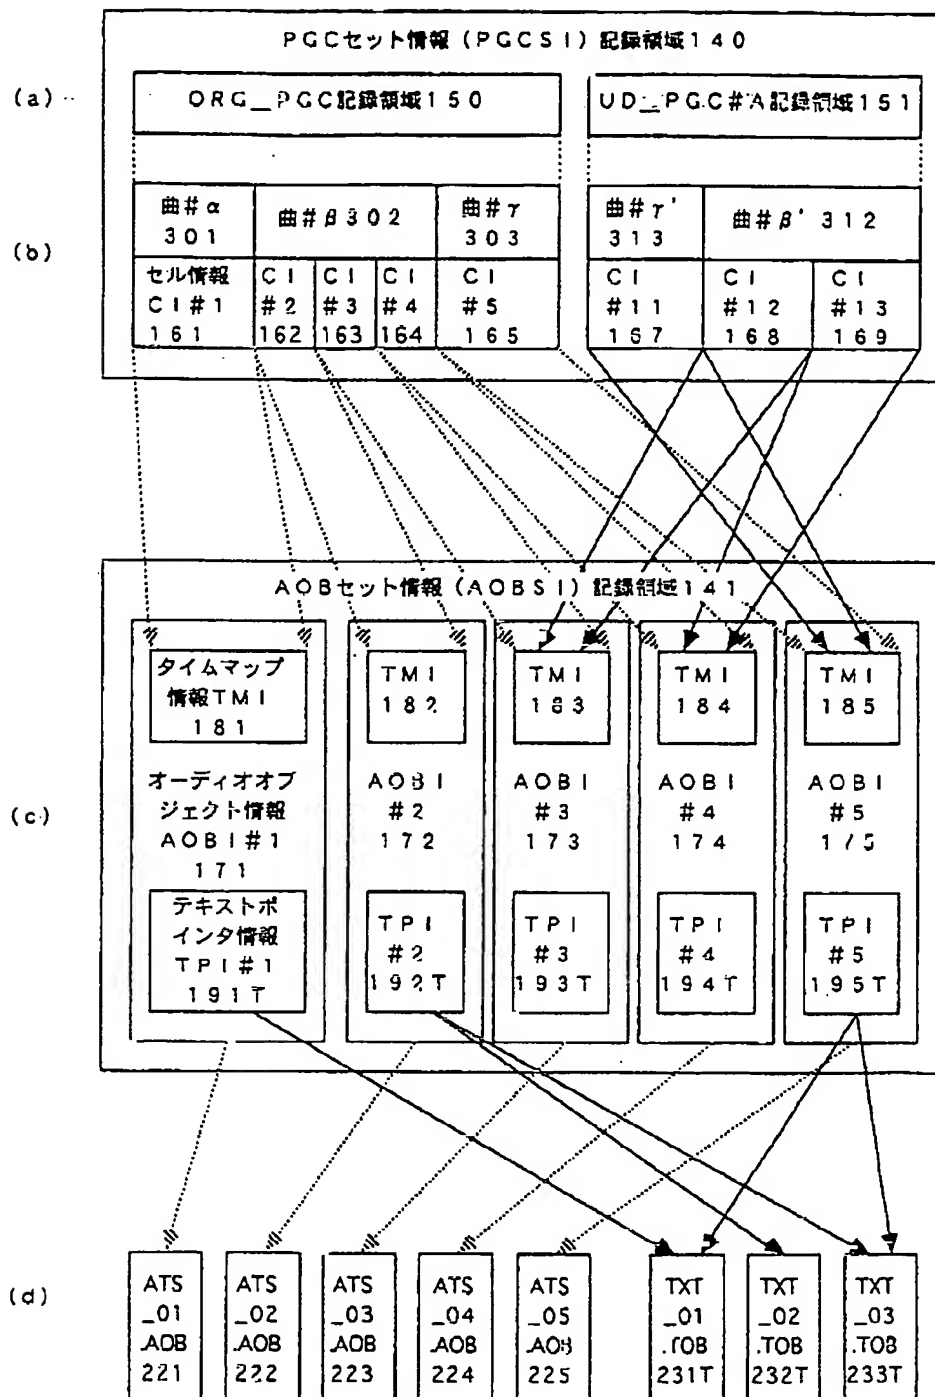 PGCセット情報(PGCSI)記録領域140
(a)
ORG_PGC記録領域150
UD_PGC#A記録領域151
(b)
曲#α
301
曲#β302
曲#γ
303
曲#γ'
313
曲#β' 312
セル情報
CI#1
161
CI
#2
162
CI
#3
163
CI
#4
164
CI
#5
165
CI
#11
167
CI
#12
168
CI
#13
169
AOBセット情報(AOBSI)記録領域141
(c)
タイムマップ
情報TMI
181
TMI
182
TMI
183
TMI
184
TMI
185
オーディオオブ
ジェクト情報
AOBI#1
171
AOBI
#2
172
AOBI
#3
173
AOBI
#4
174
AOBI
#5
175
テキストポ
インタ情報
TPI#1
191T
TPI
#2
192T
TPI
#3
193T
TPI
#4
194T
TPI
#5
195T
(d)
ATS
_01
.AOB
221
ATS
_02
.AOB
222
ATS
_03
.AOB
223
ATS
_04
.AOB
224
ATS
_05
.AOB
225
TXT
_01
.TOB
231T
TXT
_02
.TOB
232T
TXT
_03
.TOB
233T